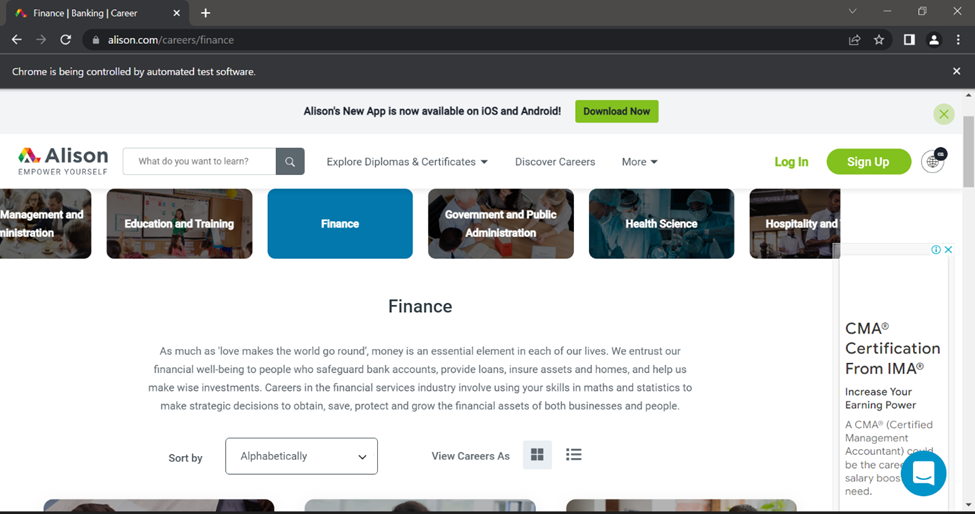 Finance | Banking | Career
alison.com/careers/finance
Chrome is being controlled by automated test software.
Alison's New App is now available on iOS and Android!
Download Now
Alison
EMPOWER YOURSELF
What do you want to learn?
Explore Diplomas & Certificates
Discover Careers
More
Log In
Sign Up
Management and
Education and Training
Finance
Government and Public
Administration
Health Science
Hospitality and
Finance
As much as 'love makes the world go round', money is an essential element in each of our lives. We entrust our
financial well-being to people who safeguard bank accounts, provide loans, insure assets and homes, and help us
make wise investments. Careers in the financial services industry involve using your skills in maths and statistics to
make strategic decisions to obtain, save, protect and grow the financial assets of both businesses and people.
Sort by
Alphabetically
View Careers As
CMA®
Certification
From IMA®
Increase Your
Earning Power
A CMA® (Certified
Management
Accountant) could
be the
salary
need.